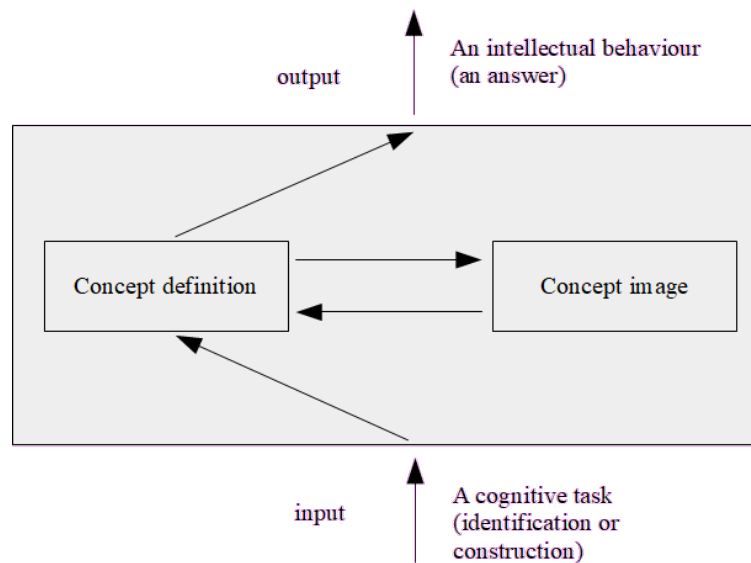 An intellectual behaviour
output
(an answer)
Concept definition
Concept image
A cognitive task
input
(identification or
construction)